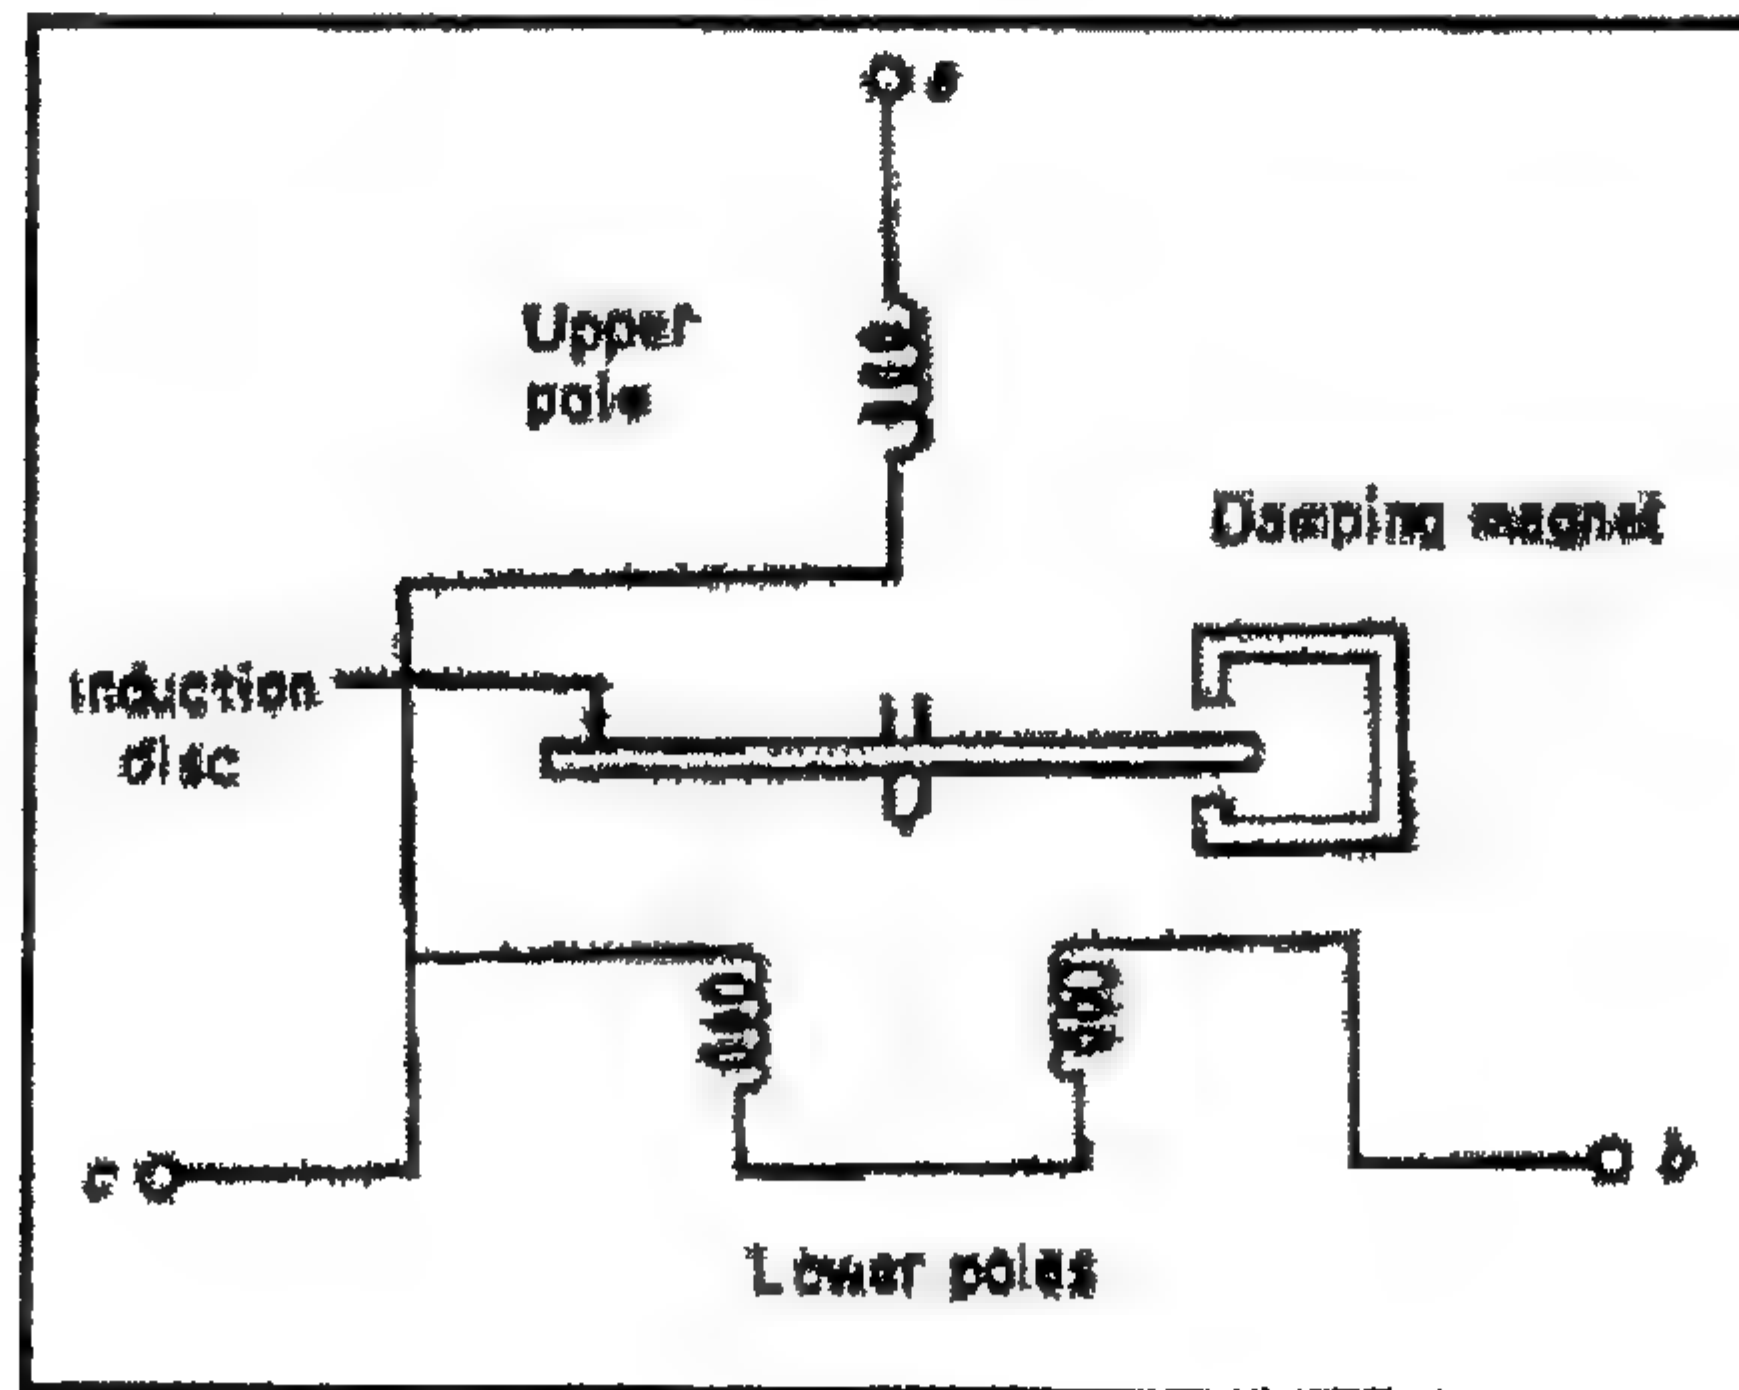 Upper
pole
Damping magnet
Induction
disc
c
b
Lower poles